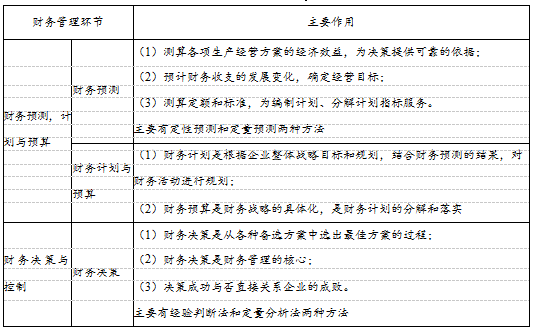 财务管理环节
主要作用
财务预测，计
划与预算
财务预测
（1）测算各项生产经营方案的经济效益，为决策提供可靠的依据；
（2）预计财务收支的发展变化，确定经营目标；
（3）测定定额和标准，为编制计划、分解计划指标服务。
主要有定性预测和定量预测两种方法
财务计划与
预算
（1）财务计划是根据企业整体战略目标和规划，结合财务预测的结果，对
财务活动进行规划；
（2）财务预算是财务战略的具体化，是财务计划的分解和落实
财务决策与
控制
财务决策
（1）财务决策是从各种备选方案中选出最佳方案的过程；
（2）财务决策是财务管理的核心；
（3）决策成功与否直接关系企业的成败。
主要有经验判断法和定量分析法两种方法